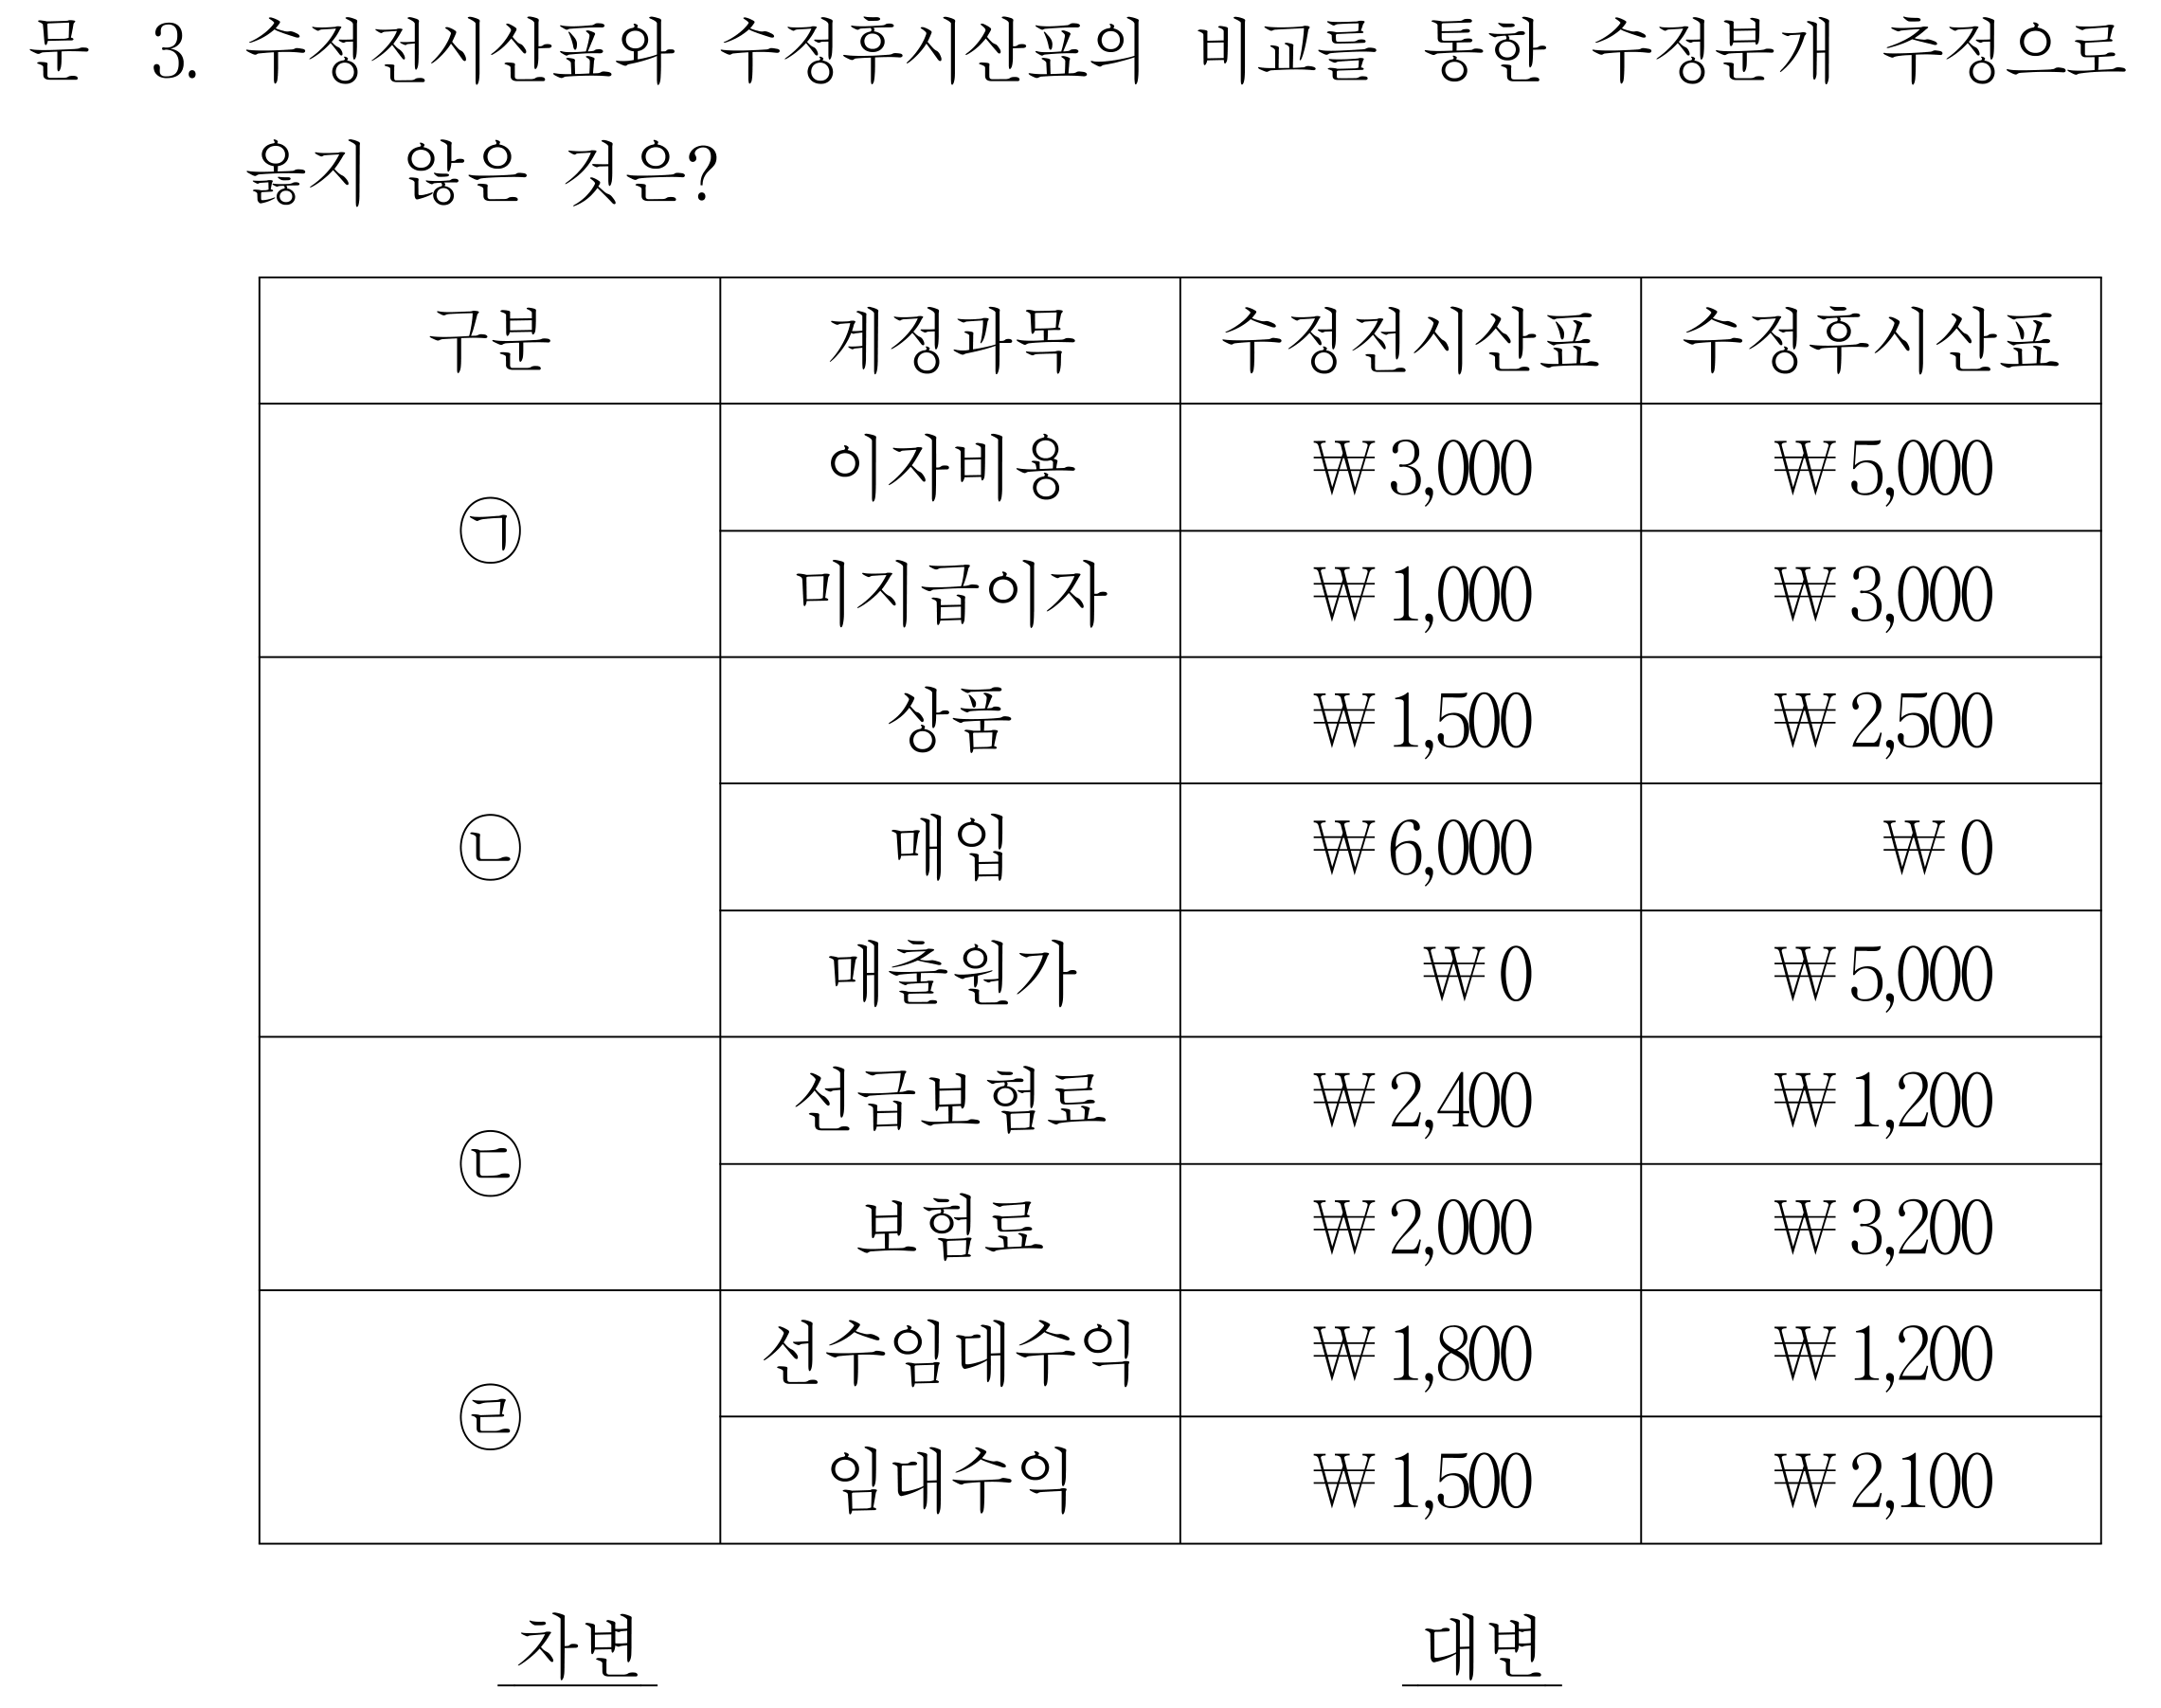 문 3. 수정전시산표와 수정후시산표의 비교를 통한 수정분개 추정으로
옳지 않은 것은?
구분 계정과목 수정전시산표 수정후시산표
㉠ 이자비용 ₩3,000 ₩5,000
미지급이자 ₩1,000 ₩3,000
㉡ 상품 ₩1,500 ₩2,500
매입 ₩6,000 ₩0
매출원가 ₩0 ₩5,000
㉢ 선급보험료 ₩2,400 ₩1,200
보험료 ₩2,000 ₩3,200
㉣ 선수임대수익 ₩1,800 ₩1,200
임대수익 ₩1,500 ₩2,100
차변 대변